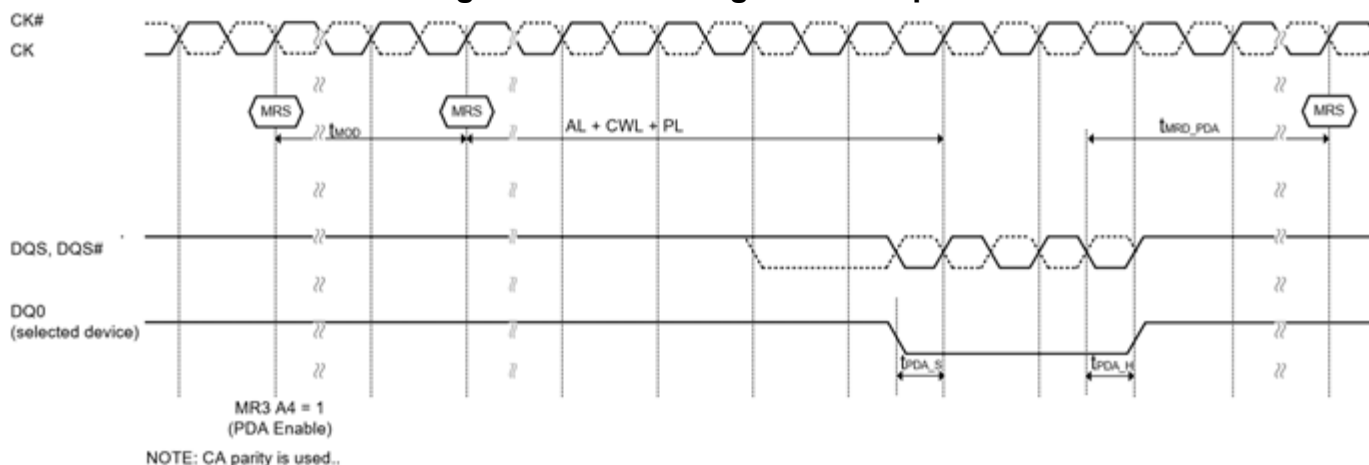 CK#
CK
MRS MRS MRS
tMOD AL + CWL + PL tMRD_PDA
DQS, DQS#
DQ0
(selected device)
tPDA_S tPDA_H
MR3 A4 = 1
(PDA Enable)
NOTE: CA parity is used..